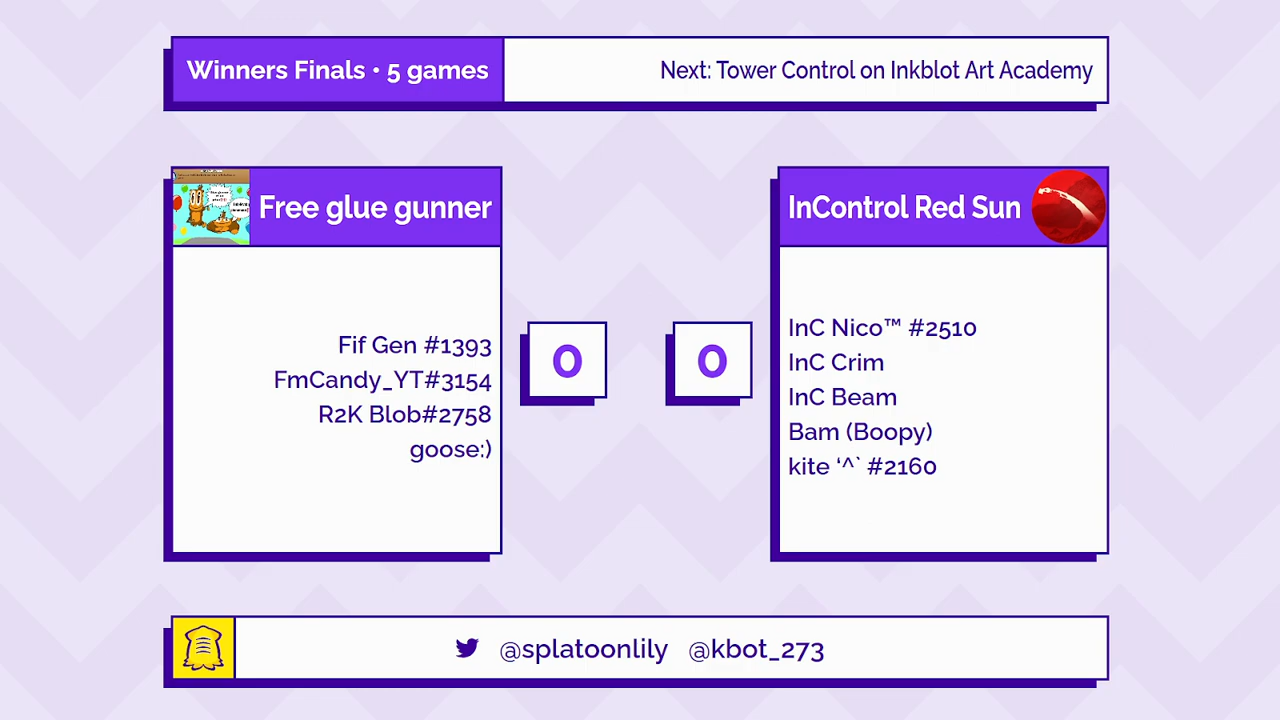 Winners Finals • 5 games
Next: Tower Control on Inkblot Art Academy
Free glue gunner
InControl Red Sun
Fif Gen #1393
FmCandy_YT#3154
R2K Blob#2758
goose:)
0
0
InC Nico™ #2510
InC Crim
InC Beam
Bam (Boopy)
kite ‘^` #2160
@splatoonlily @kbot_273